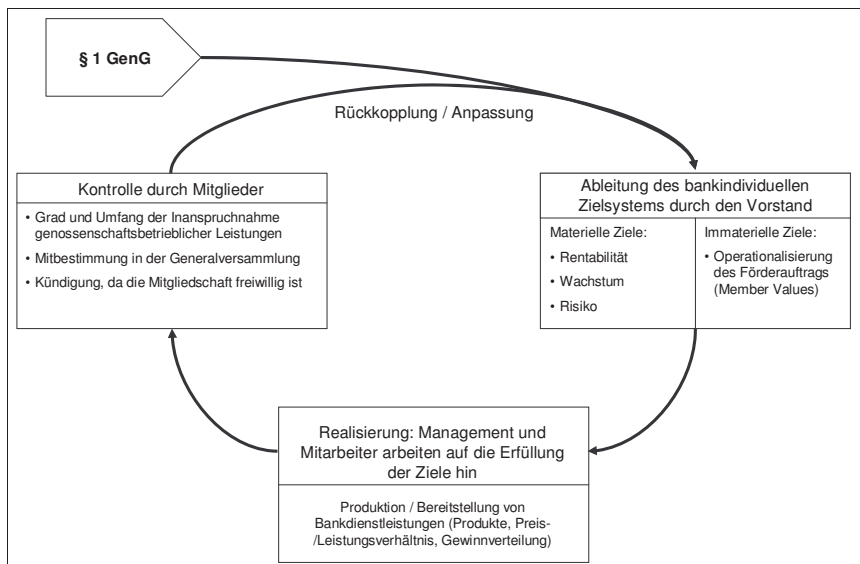 § 1 GenG
Rückkopplung / Anpassung
Kontrolle durch Mitglieder
• Grad und Umfang der Inanspruchnahme
genossenschaftsbetrieblicher Leistungen
• Mitbestimmung in der Generalversammlung
• Kündigung, da die Mitgliedschaft freiwillig ist
Ableitung des bankindividuellen
Zielsystems durch den Vorstand
Materielle Ziele:
• Rentabilität
• Wachstum
• Risiko
Immaterielle Ziele:
• Operationalisierung
des Förderauftrags
(Member Values)
Realisierung: Management und
Mitarbeiter arbeiten auf die Erfüllung
der Ziele hin
Produktion / Bereitstellung von
Bankdienstleistungen (Produkte, Preis-
/Leistungsverhältnis, Gewinnverteilung)